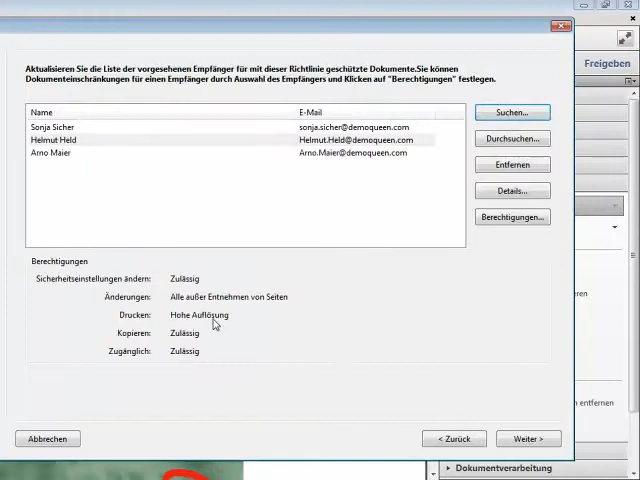 Freigeben
Aktualisieren Sie die Liste der vorgesehenen Empfänger für mit dieser Richtlinie geschützte Dokumente.Sie können
Dokumenteinschränkungen für einen Empfänger durch Auswahl des Empfängers und Klicken auf "Berechtigungen" festlegen.
Name E-Mail
Sonja Sicher sonja.sicher@demoqueen.com
Helmut Held Helmut.Held@demoqueen.com
Arno Maier Arno.Maier@demoqueen.com
Suchen...
Durchsuchen...
Entfernen
Details...
Berechtigungen...
Berechtigungen
Sicherheitseinstellungen ändern: Zulässig
Änderungen: Alle außer Entnehmen von Seiten
Drucken: Hohe Auflösung
Kopieren: Zulässig
Zugänglich: Zulässig
eren
n entfernen
Abbrechen
< Zurück
Weiter >
Dokumentverarbeitung